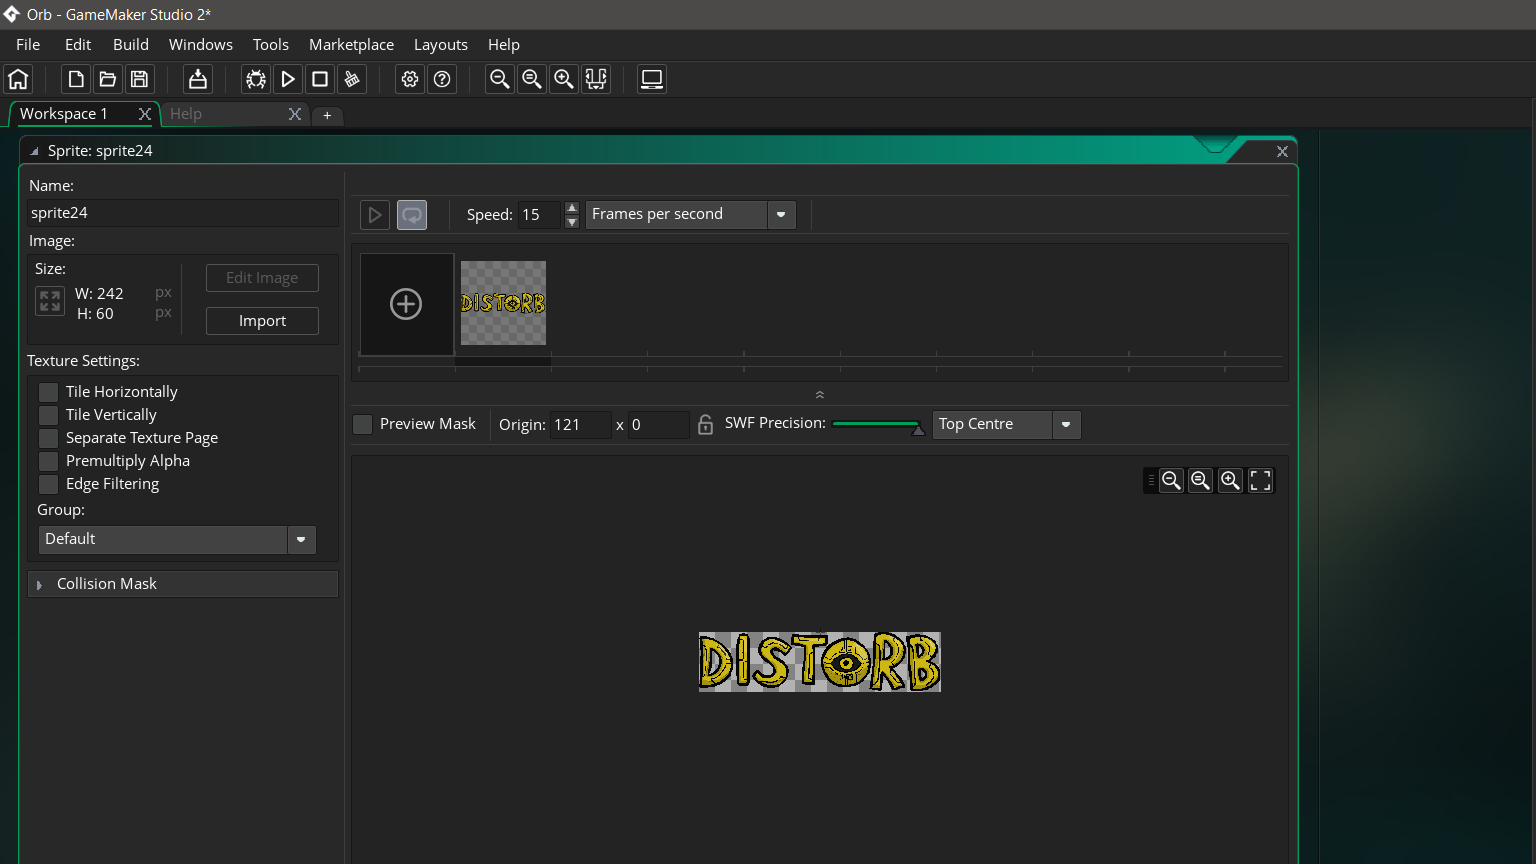 Orb - GameMaker Studio 2*
File Edit Build Windows Tools Marketplace Layouts Help
Workspace 1
Help
+
Sprite: sprite24
Name:
sprite24
Image:
Size:
W: 242 px
H: 60 px
Edit Image
Import
Texture Settings:
Tile Horizontally
Tile Vertically
Separate Texture Page
Premultiply Alpha
Edge Filtering
Group:
Default
Collision Mask
Speed: 15 Frames per second
DISTORB
Preview Mask Origin: 121 x 0 SWF Precision: Top Centre
DISTORB